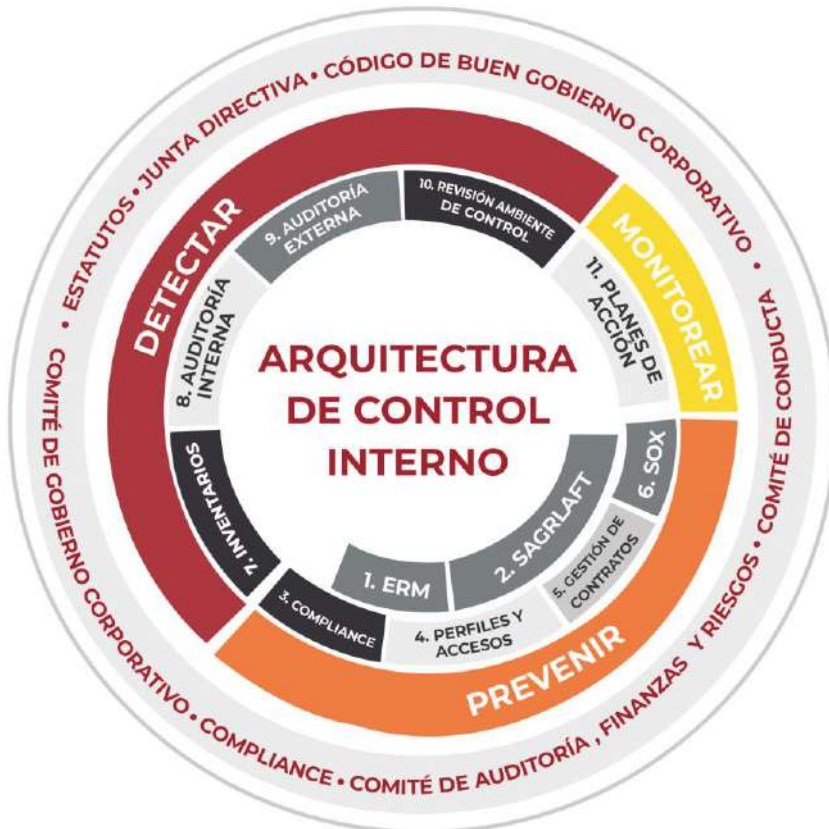 ESTATUTOS • JUNTA DIRECTIVA • CÓDIGO DE BUEN GOBIERNO CORPORATIVO •
COMITÉ DE CONDUCTA
COMITÉ DE GOBIERNO CORPORATIVO • COMPLIANCE • COMITÉ DE AUDITORÍA , FINANZAS Y RIESGOS •
DETECTAR
MONITOREAR
PREVENIR
ARQUITECTURA
DE CONTROL
INTERNO
1. ERM
2. SAGRLAFT
3. COMPLIANCE
4. PERFILES Y
ACCESOS
5. GESTIÓN DE
CONTRATOS
6. SOX
7. INVENTARIOS
8. AUDITORÍA
INTERNA
9. AUDITORÍA
EXTERNA
10. REVISIÓN AMBIENTE
DE CONTROL
11. PLANES DE
ACCIÓN